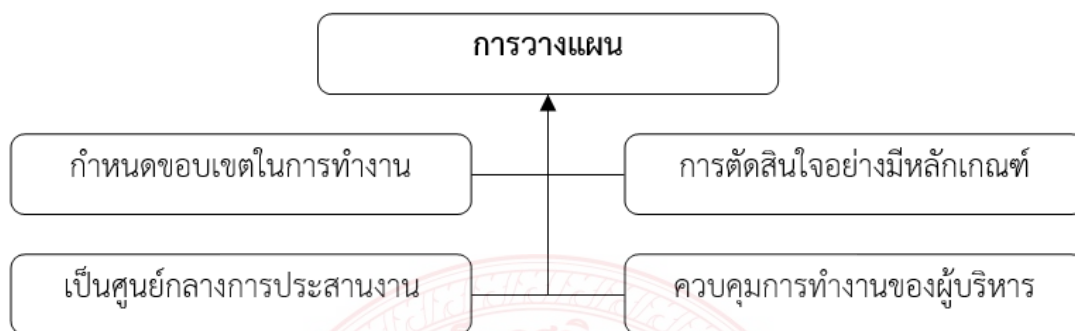 การวางแผน
กำหนดขอบเขตในการทำงาน
การตัดสินใจอย่างมีหลักเกณฑ์
เป็นศูนย์กลางการประสานงาน
ควบคุมการทำงานของผู้บริหาร